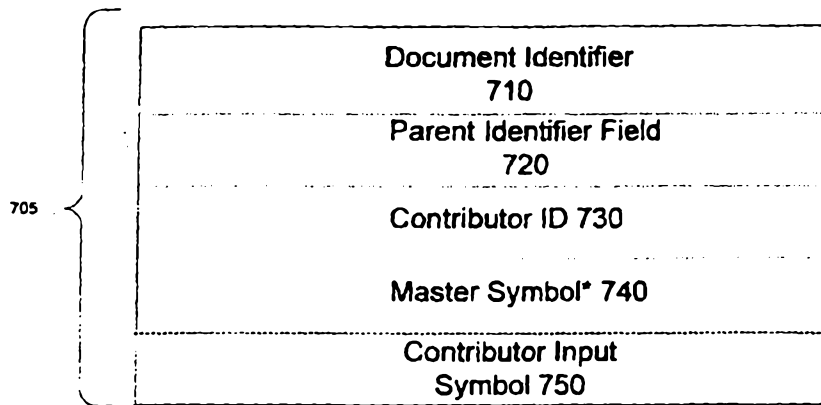 Document Identifier
710
Parent Identifier Field
720
705
Contributor ID 730
Master Symbol* 740
Contributor Input
Symbol 750